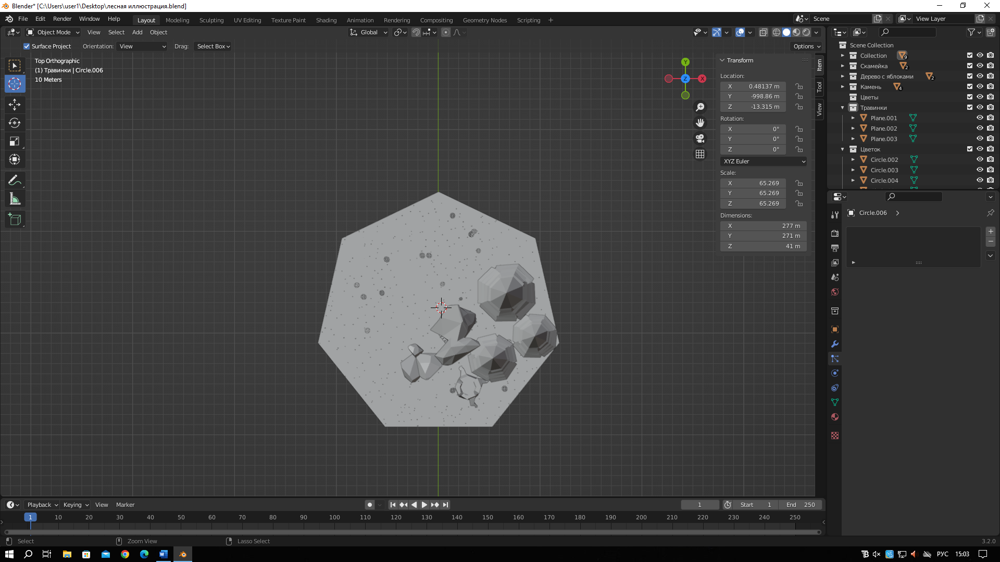 Blender* [C:\Users\user1\Desktop\лесная иллюстрация.blend]
File Edit Render Window Help
Layout Modeling Sculpting UV Editing Texture Paint Shading Animation Rendering Compositing Geometry Nodes Scripting +
Scene
View Layer
Object Mode View Select Add Object
Global
Surface Project Orientation: View Drag: Select Box
Options
Top Orthographic
(1) Травинки | Circle.006
10 Meters
Y
X
Z
Transform
Location:
X 0.48137 m
Y -998.86 m
Z -13.315 m
Rotation:
X 0°
Y 0°
Z 0°
XYZ Euler
Scale:
X 65.269
Y 65.269
Z 65.269
Dimensions:
X 277 m
Y 271 m
Z 41 m
Item
Tool
View
Scene Collection
Collection 9
Скамейка 2
Дерево с яблоками 2
Камень 4
Цветы
Травинки
Plane.001
Plane.002
Plane.003
Цветок
Circle.002
Circle.003
Circle.004
Circle.006
Playback Keying View Marker
1
Start 1
End 250
1 10 20 30 40 50 60 70 80 90 100 110 120 130 140 150 160 170 180 190 200 210 220 230 240 250
Select
Zoom View
Lasso Select
3.2.0
РУС
15:03